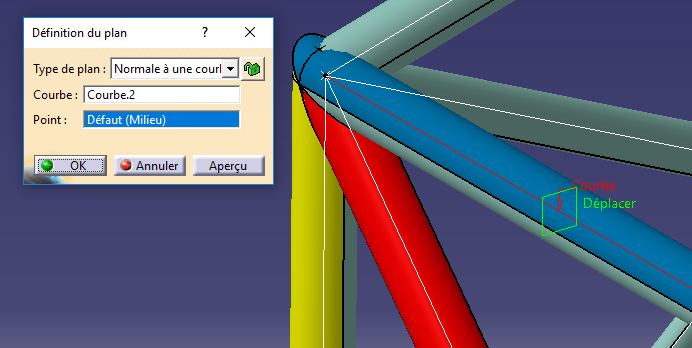 Définition du plan ? ×
Type de plan : Normale à une courl
Courbe : Courbe.2
Point : Défaut (Milieu)
OK Annuler Aperçu
Courbe
Déplacer